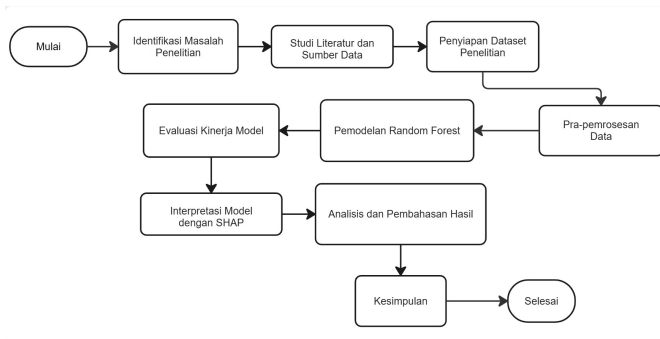 Mulai
Identifikasi Masalah
Penelitian
Studi Literatur dan
Sumber Data
Penyiapan Dataset
Penelitian
Pra-pemrosesan
Data
Pemodelan Random Forest
Evaluasi Kinerja Model
Interpretasi Model
dengan SHAP
Analisis dan Pembahasan Hasil
Kesimpulan
Selesai